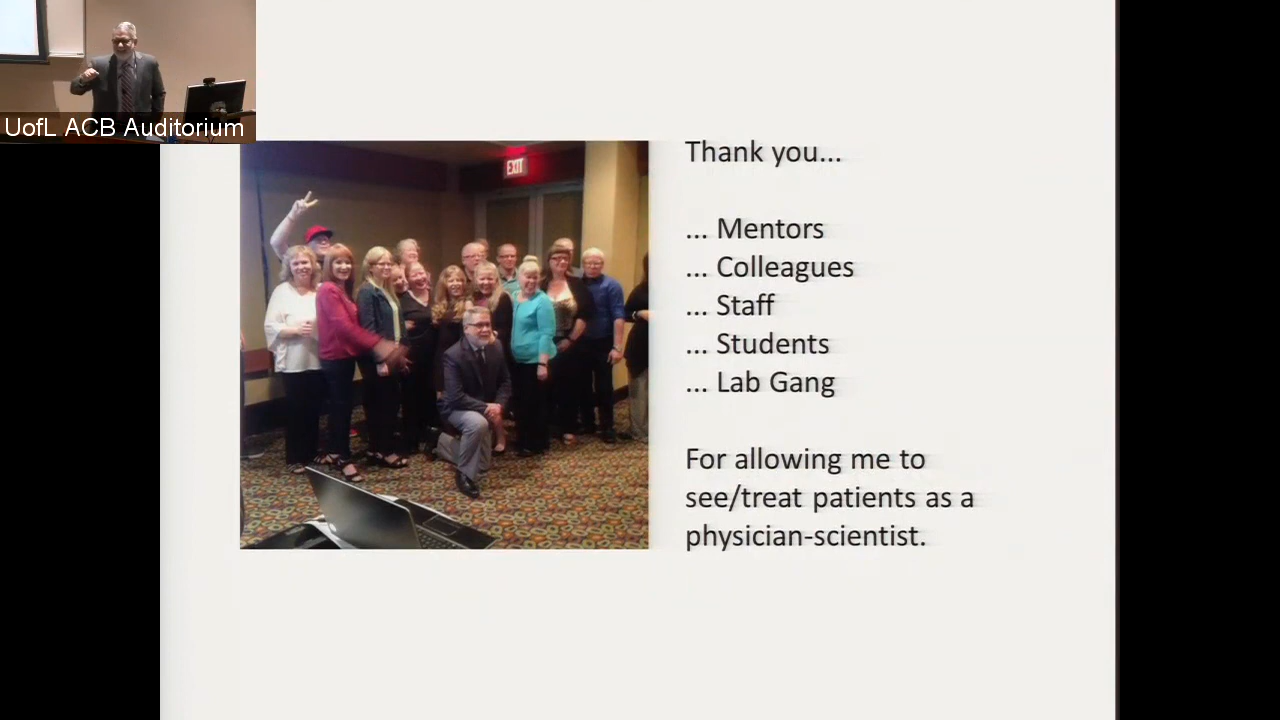 UofL ACB Auditorium
EXIT
Thank you...
... Mentors
... Colleagues
... Staff
... Students
... Lab Gang
For allowing me to
see/treat patients as a
physician-scientist.